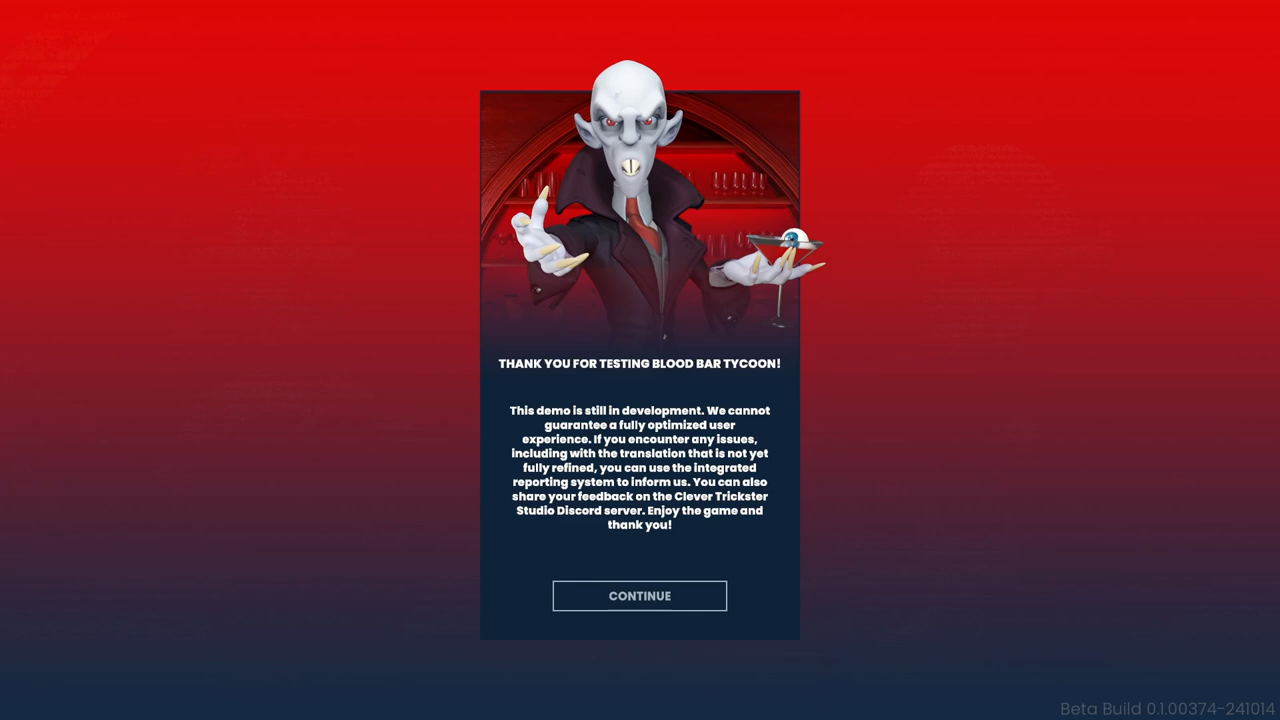 THANK YOU FOR TESTING BLOOD BAR TYCOON!
This demo is still in development. We cannot
guarantee a fully optimized user
experience. If you encounter any issues,
including with the translation that is not yet
fully refined, you can use the integrated
reporting system to inform us. You can also
share your feedback on the Clever Trickster
Studio Discord server. Enjoy the game and
thank you!
CONTINUE
Beta Build 0.1.00374-241014